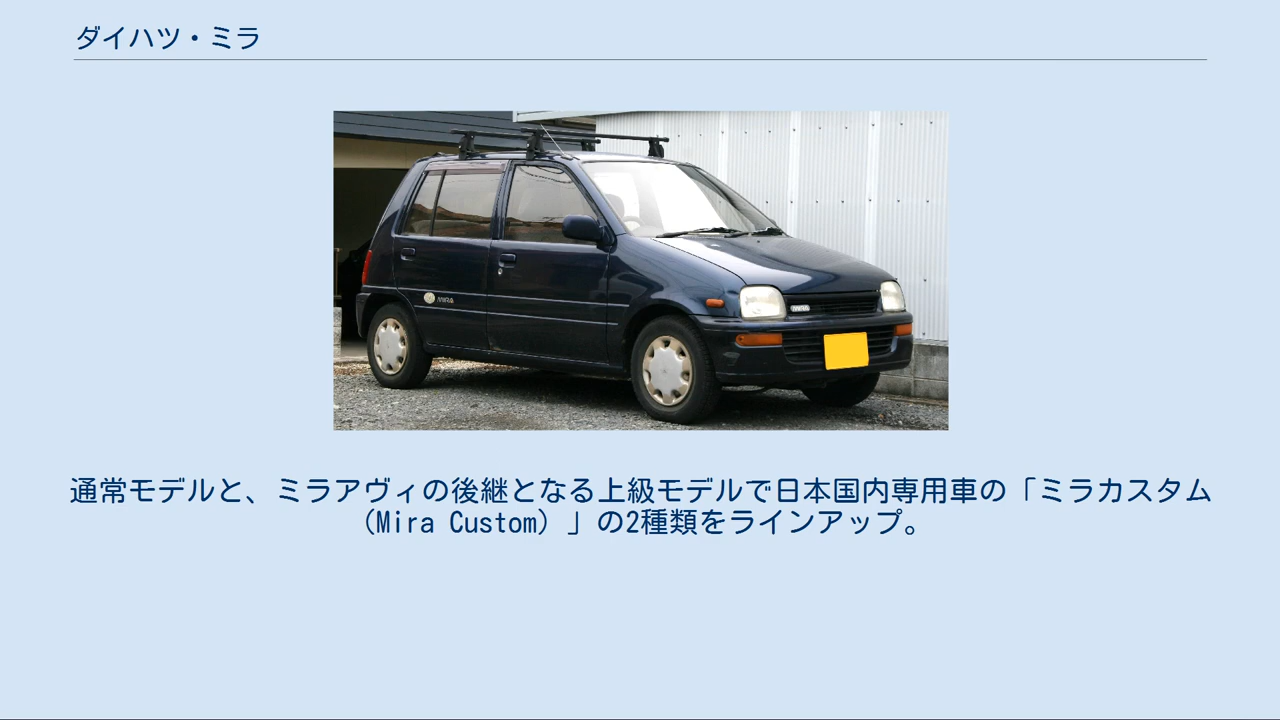 ダイハツ・ミラ
MIRA
通常モデルと、ミラアヴィの後継となる上級モデルで日本国内専用車の「ミラカスタム
(Mira Custom) 」の2種類をラインアップ。